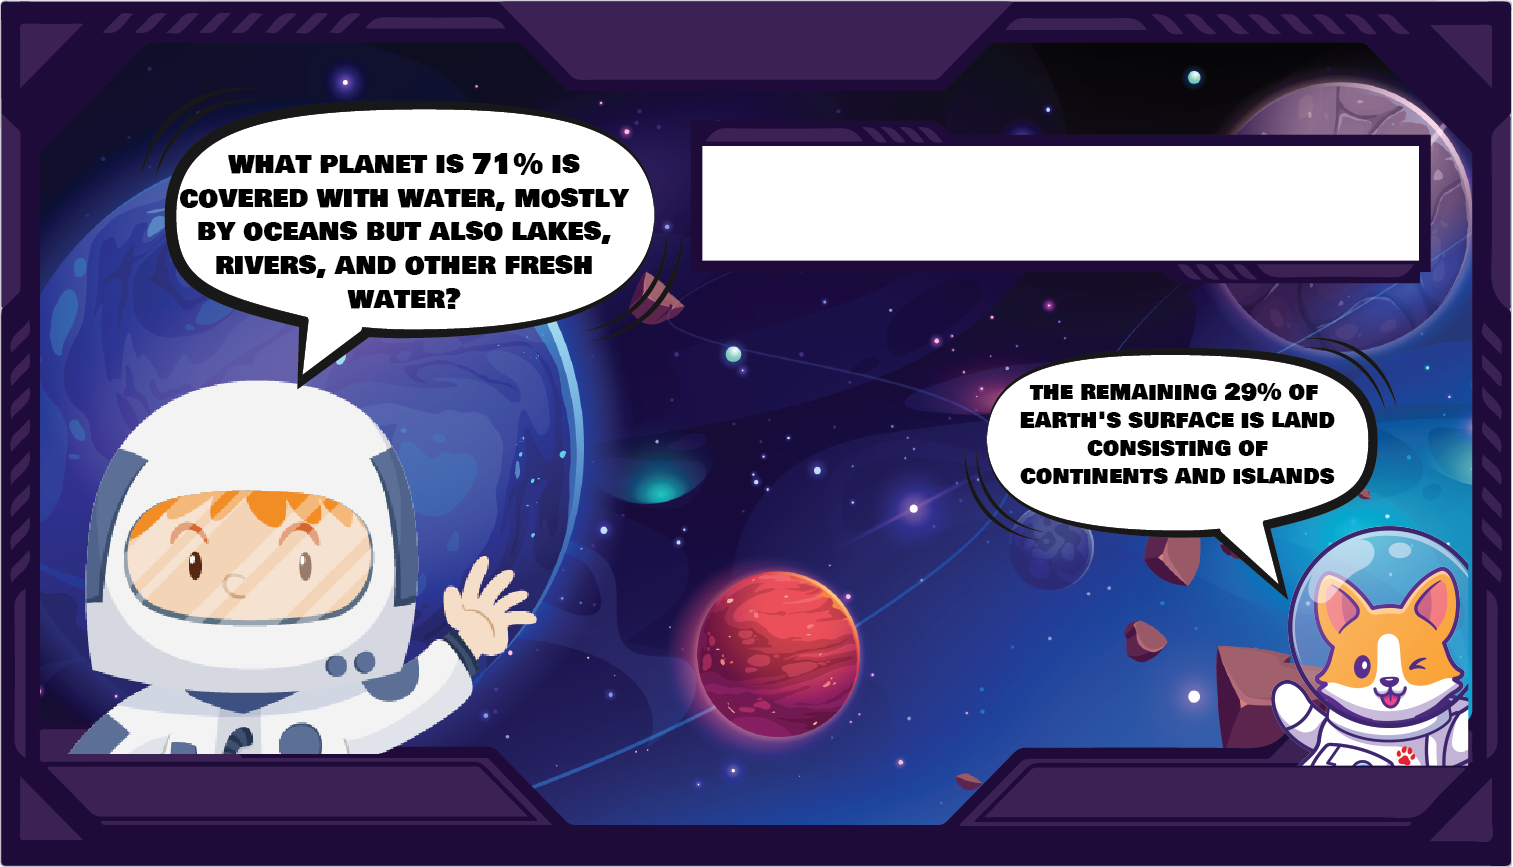 WHAT PLANET IS 71% IS
COVERED WITH WATER, MOSTLY
BY OCEANS BUT ALSO LAKES,
RIVERS, AND OTHER FRESH
WATER?
THE REMAINING 29% OF
EARTH'S SURFACE IS LAND
CONSISTING OF
CONTINENTS AND ISLANDS